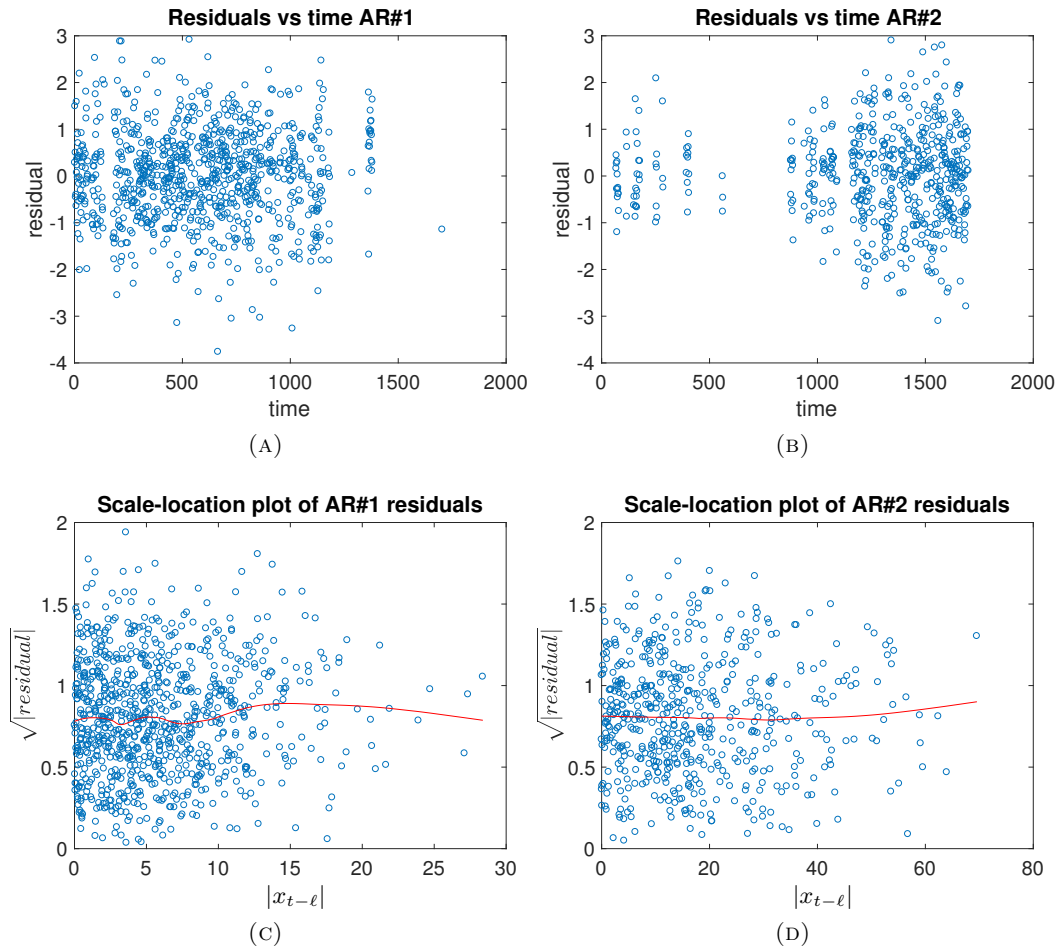 Residuals vs time AR#1
3
2
1
0
-1
-2
-3
-4
residual
0 500 1000 1500 2000
time
(A)
Residuals vs time AR#2
3
2
1
0
-1
-2
-3
-4
residual
0 500 1000 1500 2000
time
(B)
Scale-location plot of AR#1 residuals
2
1.5
1
0.5
0
√|residual|
0 5 10 15 20 25 30
|x_{t−ℓ}|
(C)
Scale-location plot of AR#2 residuals
2
1.5
1
0.5
0
√|residual|
0 20 40 60 80
|x_{t−ℓ}|
(D)